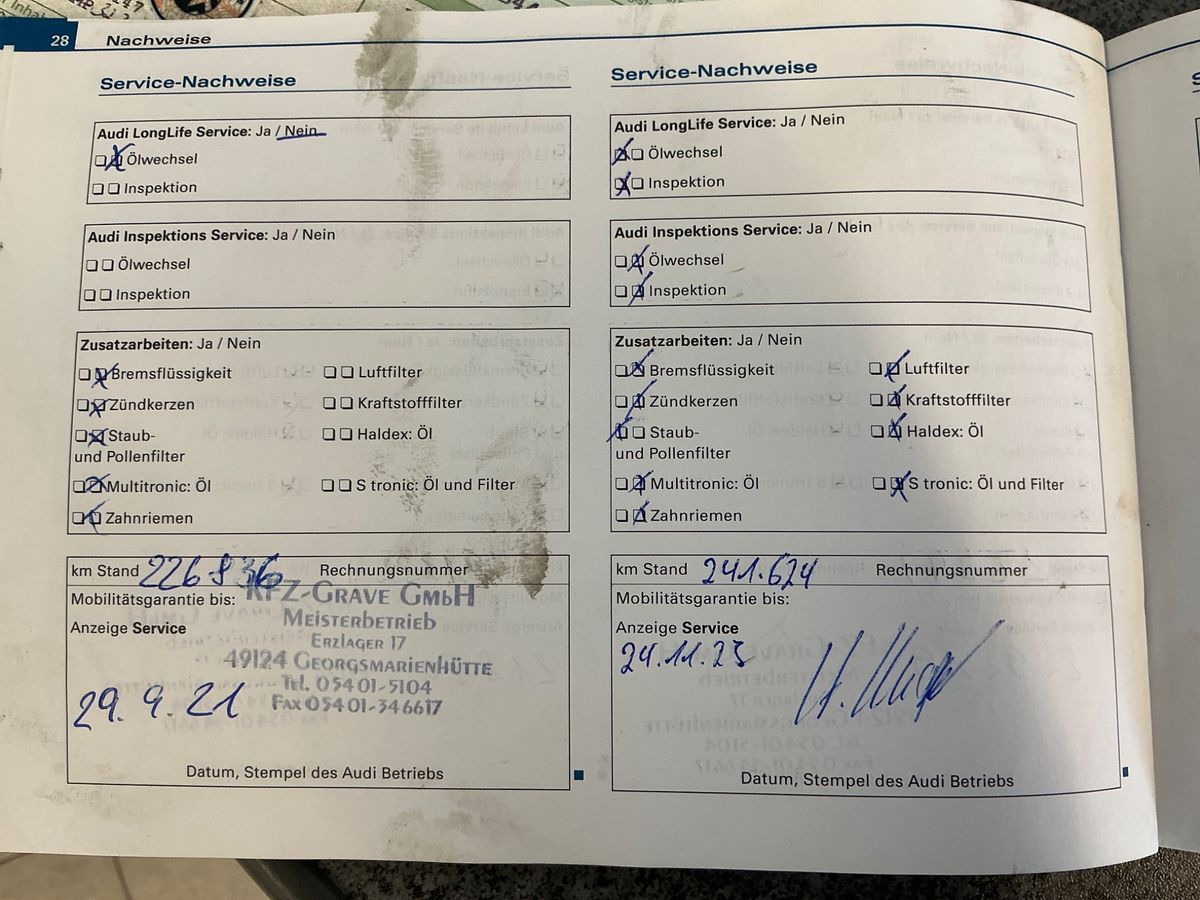 28 Nachweise
Service-Nachweise
Audi LongLife Service: Ja / Nein
Ölwechsel
Inspektion
Audi Inspektions Service: Ja / Nein
Ölwechsel
Inspektion
Zusatzarbeiten: Ja / Nein
Bremsflüssigkeit Luftfilter
Zündkerzen Kraftstofffilter
Staub- Haldex: Öl
und Pollenfilter
Multitronic: Öl S tronic: Öl und Filter
Zahnriemen
km Stand 226.836 Rechnungsnummer
Mobilitätsgarantie bis:
Anzeige Service
KFZ-Grave GmbH
Meisterbetrieb
Erzlager 17
49124 Georgsmarienhütte
Tel. 05401-5104
Fax 05401-346617
29.9.21
Datum, Stempel des Audi Betriebs
Service-Nachweise
Audi LongLife Service: Ja / Nein
Ölwechsel
Inspektion
Audi Inspektions Service: Ja / Nein
Ölwechsel
Inspektion
Zusatzarbeiten: Ja / Nein
Bremsflüssigkeit Luftfilter
Zündkerzen Kraftstofffilter
Staub- Haldex: Öl
und Pollenfilter
Multitronic: Öl S tronic: Öl und Filter
Zahnriemen
km Stand 241.624 Rechnungsnummer
Mobilitätsgarantie bis:
Anzeige Service
24.11.23
Datum, Stempel des Audi Betriebs